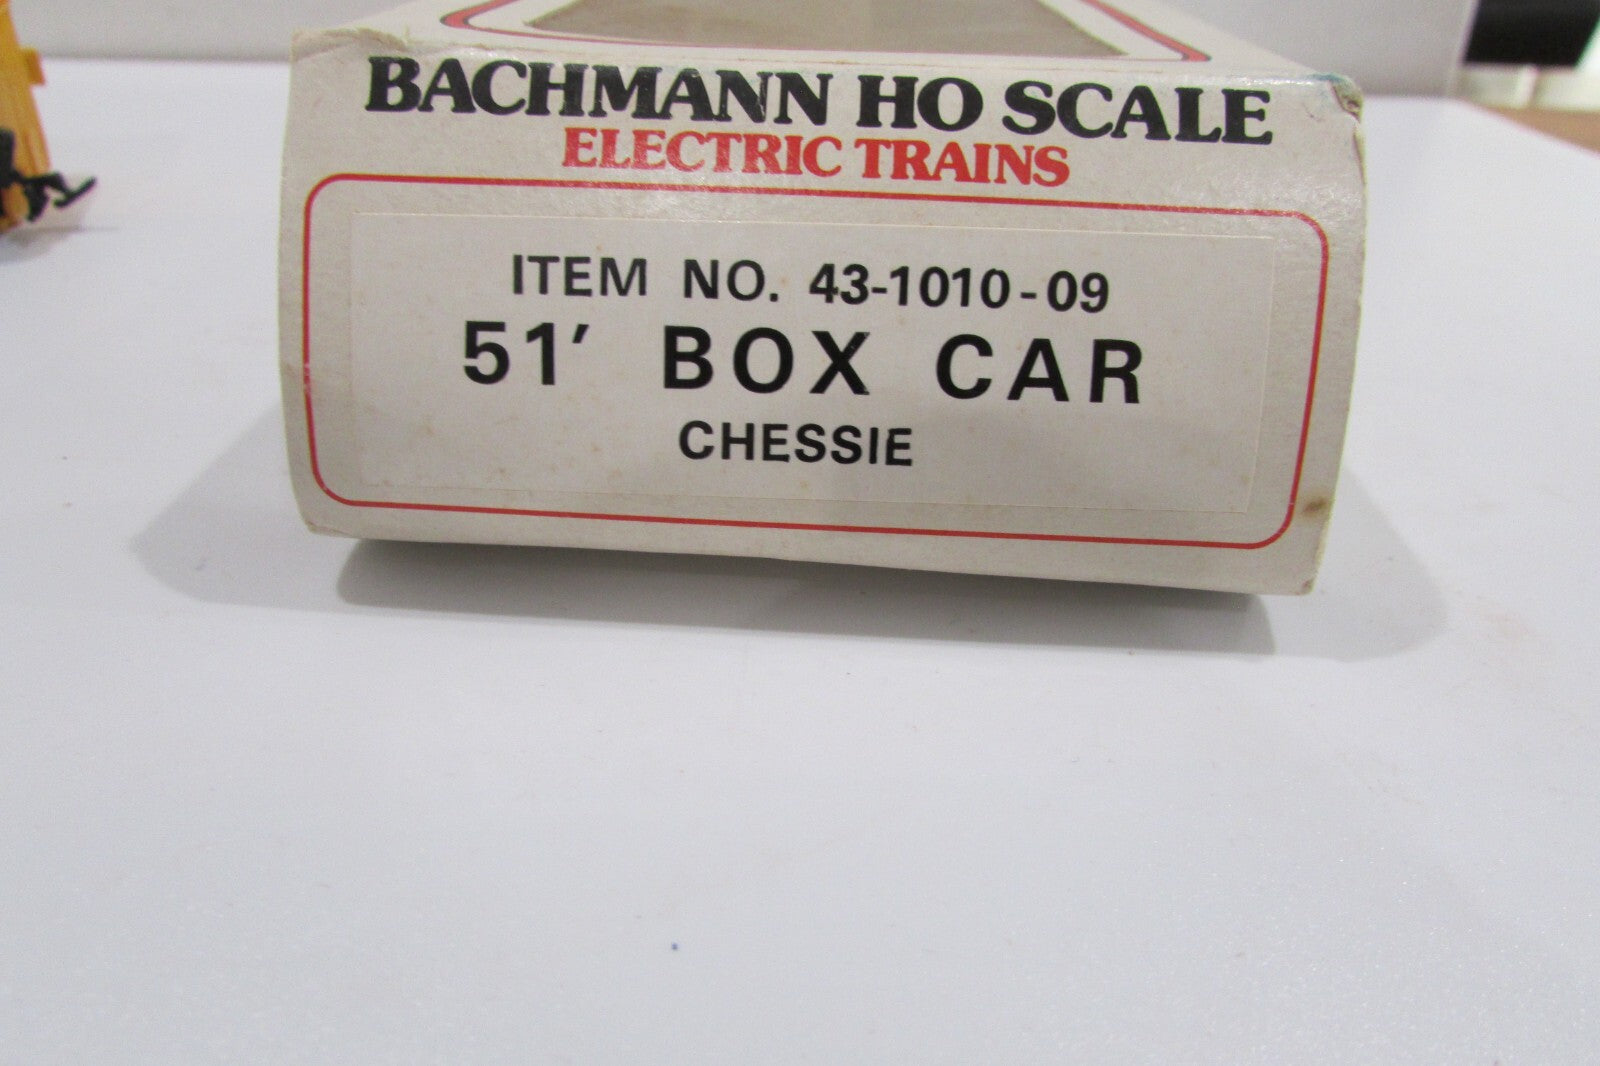 BACHMANN HO SCALE
ELECTRIC TRAINS
ITEM NO. 43-1010-09
51' BOX CAR
CHESSIE